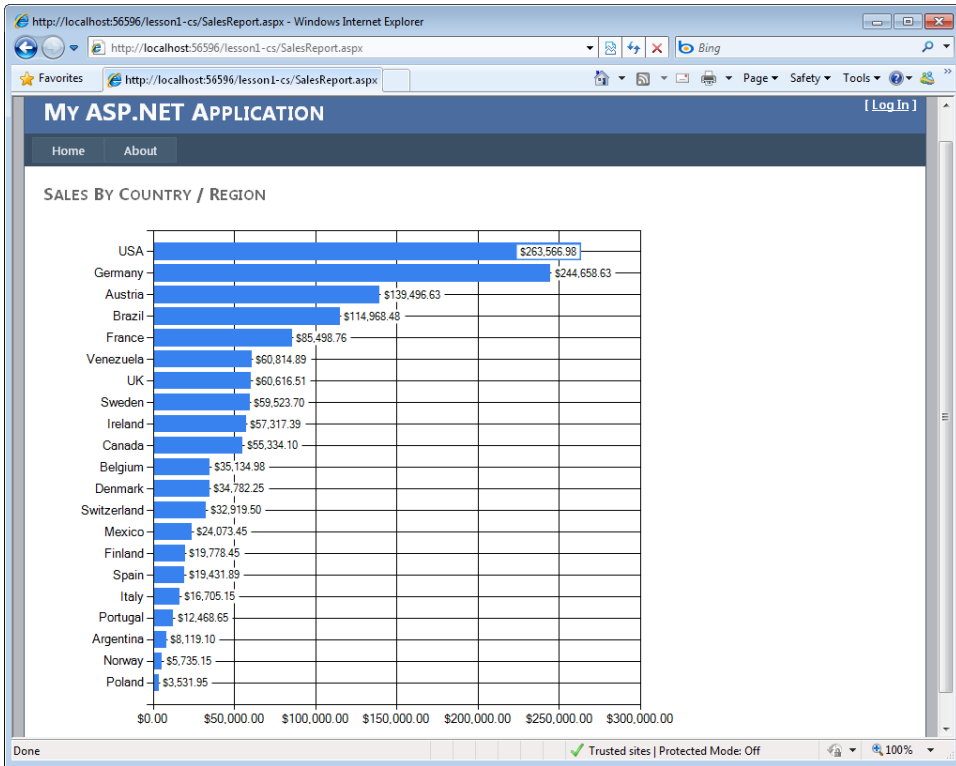 http://localhost:56596/lesson1-cs/SalesReport.aspx - Windows Internet Explorer
http://localhost:56596/lesson1-cs/SalesReport.aspx
Bing
Favorites
http://localhost:56596/lesson1-cs/SalesReport.aspx
Page
Safety
Tools
MY ASP.NET APPLICATION
[ Log In ]
Home
About
SALES BY COUNTRY / REGION
USA $263,566.98
Germany $244,658.63
Austria $139,496.63
Brazil $114,968.48
France $85,498.76
Venezuela $60,814.89
UK $60,616.51
Sweden $59,523.70
Ireland $57,317.39
Canada $55,334.10
Belgium $35,134.98
Denmark $34,782.25
Switzerland $32,919.50
Mexico $24,073.45
Finland $19,778.45
Spain $19,431.89
Italy $16,705.15
Portugal $12,468.65
Argentina $8,119.10
Norway $5,735.15
Poland $3,531.95
$0.00 $50,000.00 $100,000.00 $150,000.00 $200,000.00 $250,000.00 $300,000.00
Done
Trusted sites | Protected Mode: Off
100%